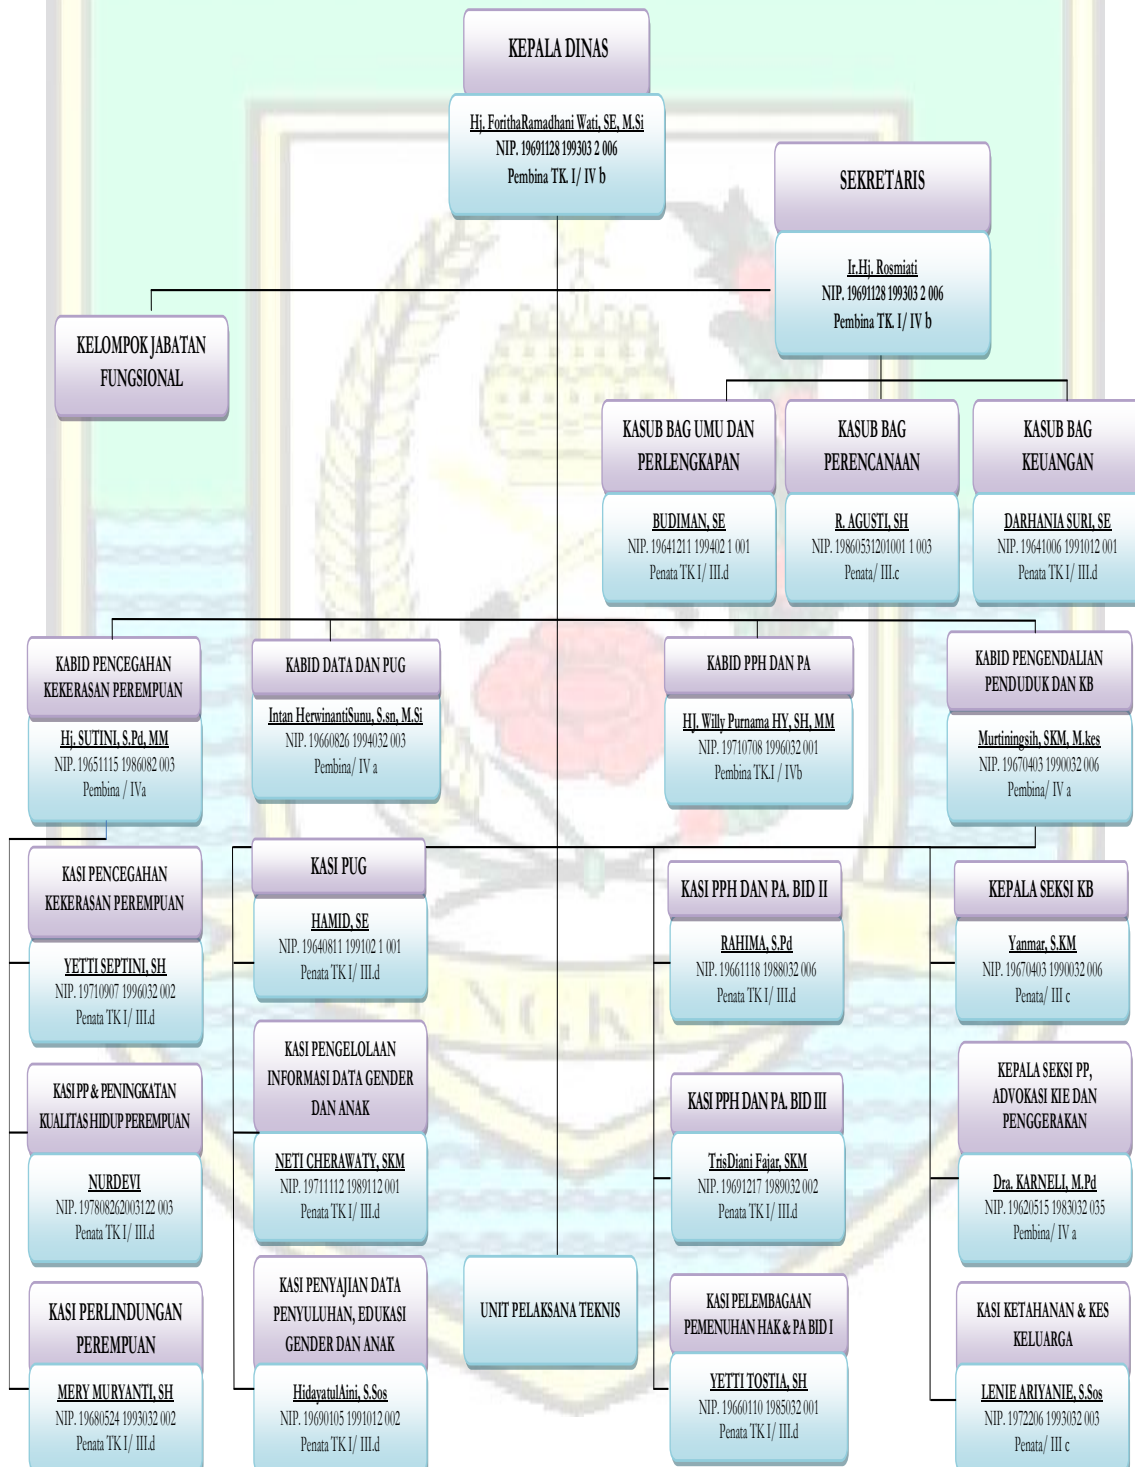 KEPALA DINAS
Hj. ForithaRamadhani Wati, SE, M.Si
NIP. 19691128 199303 2 006
Pembina TK. I/ IV b
SEKRETARIS
Ir.Hj. Rosmiati
NIP. 19691128 199303 2 006
Pembina TK. I/ IV b
KELOMPOK JABATAN
FUNGSIONAL
KASUB BAG UMU DAN
PERLENGKAPAN
BUDIMAN, SE
NIP. 19641211 199402 1 001
Penata TK I/ III.d
KASUB BAG
PERENCANAAN
R. AGUSTI, SH
NIP. 19860531201001 1 003
Penata/ III.c
KASUB BAG
KEUANGAN
DARHANIA SURI, SE
NIP. 19641006 1991012 001
Penata TK I/ III.d
KABID PENCEGAHAN
KEKERASAN PEREMPUAN
Hj. SUTINI, S.Pd, MM
NIP. 19651115 1986082 003
Pembina / IVa
KABID DATA DAN PUG
Intan HerwinantiSunu, S.sn, M.Si
NIP. 19660826 1994032 003
Pembina/ IV a
KABID PPH DAN PA
HJ. Willy Purnama HY, SH, MM
NIP. 19710708 1996032 001
Pembina TK.I / IVb
KABID PENGENDALIAN
PENDUDUK DAN KB
Murtiningsih, SKM, M.kes
NIP. 19670403 1990032 006
Pembina/ IV a
KASI PENCEGAHAN
KEKERASAN PEREMPUAN
YETTI SEPTINI, SH
NIP. 19710907 1996032 002
Penata TK I/ III.d
KASI PP & PENINGKATAN
KUALITAS HIDUP PEREMPUAN
NURDEVI
NIP. 197808262003122 003
Penata TK I/ III.d
KASI PERLINDUNGAN
PEREMPUAN
MERY MURYANTI, SH
NIP. 19680524 1993032 002
Penata TK I/ III.d
KASI PUG
HAMID, SE
NIP. 19640811 199102 1 001
Penata TK I/ III.d
KASI PENGELOLAAN
INFORMASI DATA GENDER
DAN ANAK
NETI CHERAWATY, SKM
NIP. 19711112 1989112 001
Penata TK I/ III.d
KASI PENYAJIAN DATA
PENYULUHAN, EDUKASI
GENDER DAN ANAK
HidayatulAini, S.Sos
NIP. 19690105 1991012 002
Penata TK I/ III.d
UNIT PELAKSANA TEKNIS
KASI PPH DAN PA. BID II
RAHIMA, S.Pd
NIP. 19661118 1988032 006
Penata TK I/ III.d
KASI PPH DAN PA. BID III
TrisDiani Fajar, SKM
NIP. 19691217 1989032 002
Penata TK I/ III.d
KASI PELEMBAGAAN
PEMENUHAN HAK & PA BID I
YETTI TOSTIA, SH
NIP. 19660110 1985032 001
Penata TK I/ III.d
KEPALA SEKSI KB
Yanmar, S.KM
NIP. 19670403 1990032 006
Penata/ III c
KEPALA SEKSI PP,
ADVOKASI KIE DAN
PENGGERAKAN
Dra. KARNELI, M.Pd
NIP. 19620515 1983032 035
Pembina/ IV a
KASI KETAHANAN & KES
KELUARGA
LENIE ARIYANIE, S.Sos
NIP. 1972206 1993032 003
Penata/ III c